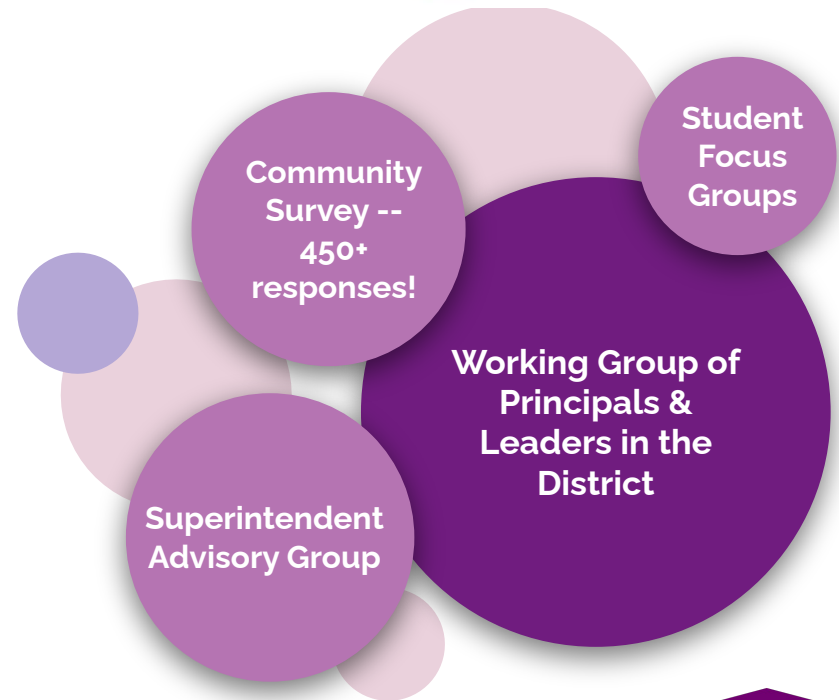 Community
Survey --
450+
responses!
Student
Focus
Groups
Working Group of
Principals &
Leaders in the
District
Superintendent
Advisory Group